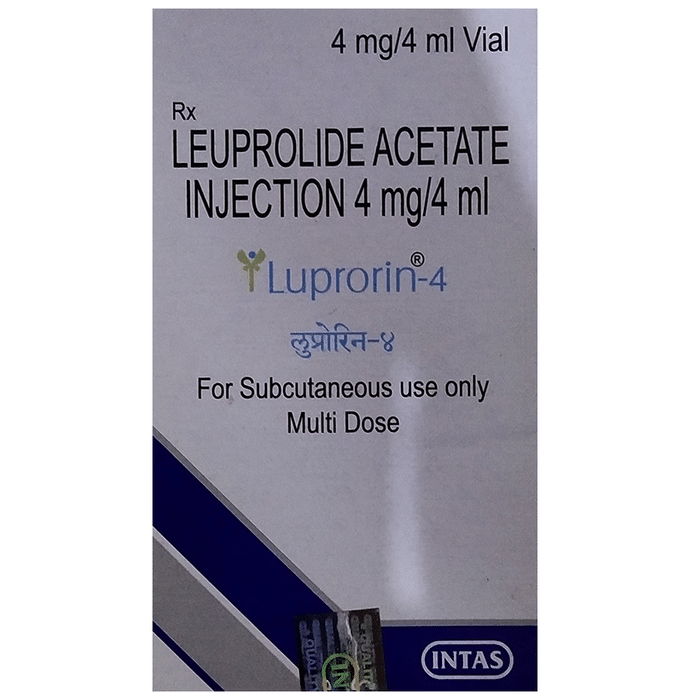 4 mg/4 ml Vial
Rx
LEUPROLIDE ACETATE
INJECTION 4 mg/4 ml
Luprorin®-4
लुप्रोरिन-४
For Subcutaneous use only
Multi Dose
INTAS